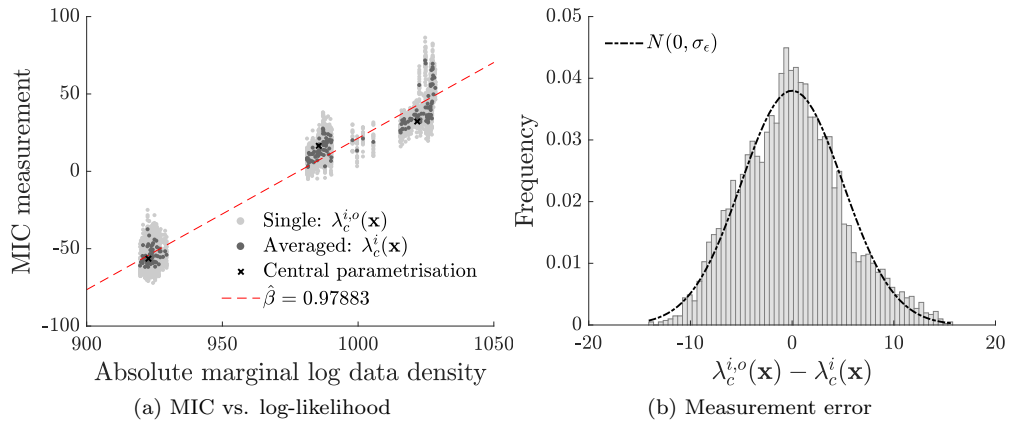 100
50
0
-50
-100
MIC measurement
900
950
1000
1050
Absolute marginal log data density
Single: λ_c^{i,o}(x)
Averaged: λ_c^i(x)
Central parametrisation
β̂ = 0.97883
(a) MIC vs. log-likelihood
0.05
0.04
0.03
0.02
0.01
0
Frequency
N(0, σ_ϵ)
-20
-10
0
10
20
λ_c^{i,o}(x) − λ_c^i(x)
(b) Measurement error